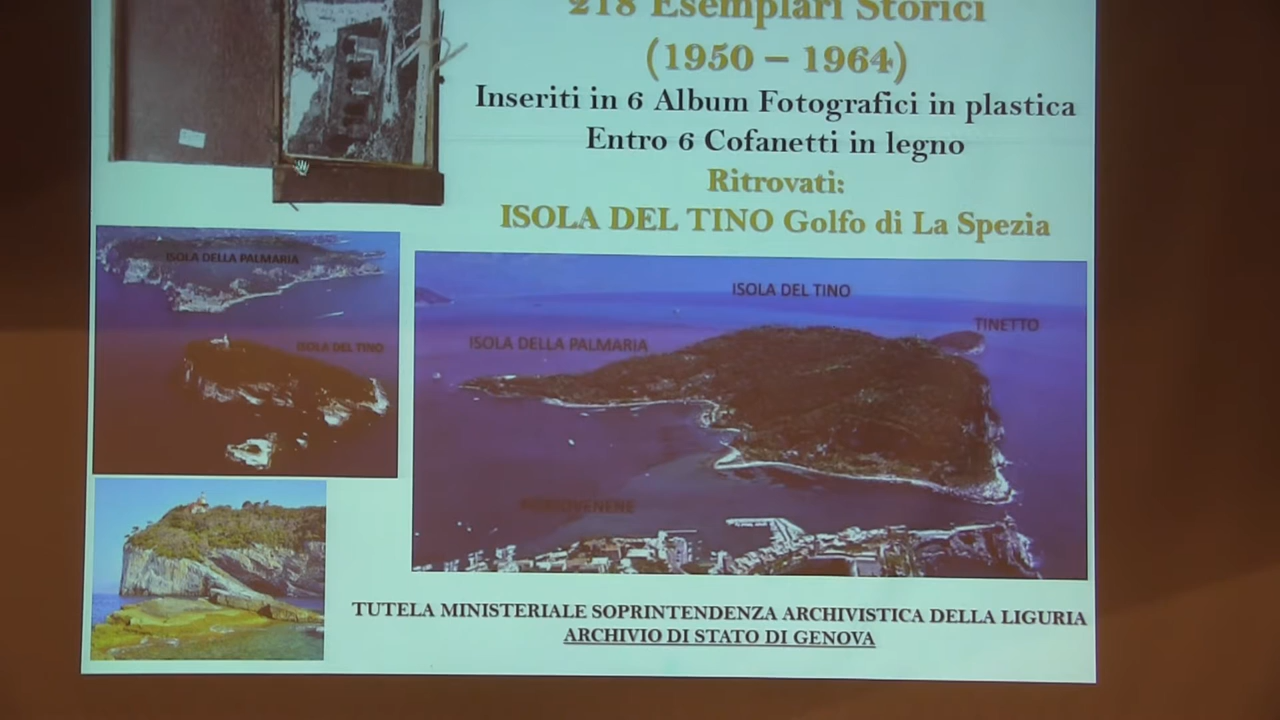 218 Esemplari Storici
(1950 – 1964)
Inseriti in 6 Album Fotografici in plastica
Entro 6 Cofanetti in legno
Ritrovati:
ISOLA DEL TINO Golfo di La Spezia
ISOLA DELLA PALMARIA
ISOLA DEL TINO
ISOLA DEL TINO
TINETTO
ISOLA DELLA PALMARIA
PORTOVENENE
TUTELA MINISTERIALE SOPRINTENDENZA ARCHIVISTICA DELLA LIGURIA
ARCHIVIO DI STATO DI GENOVA